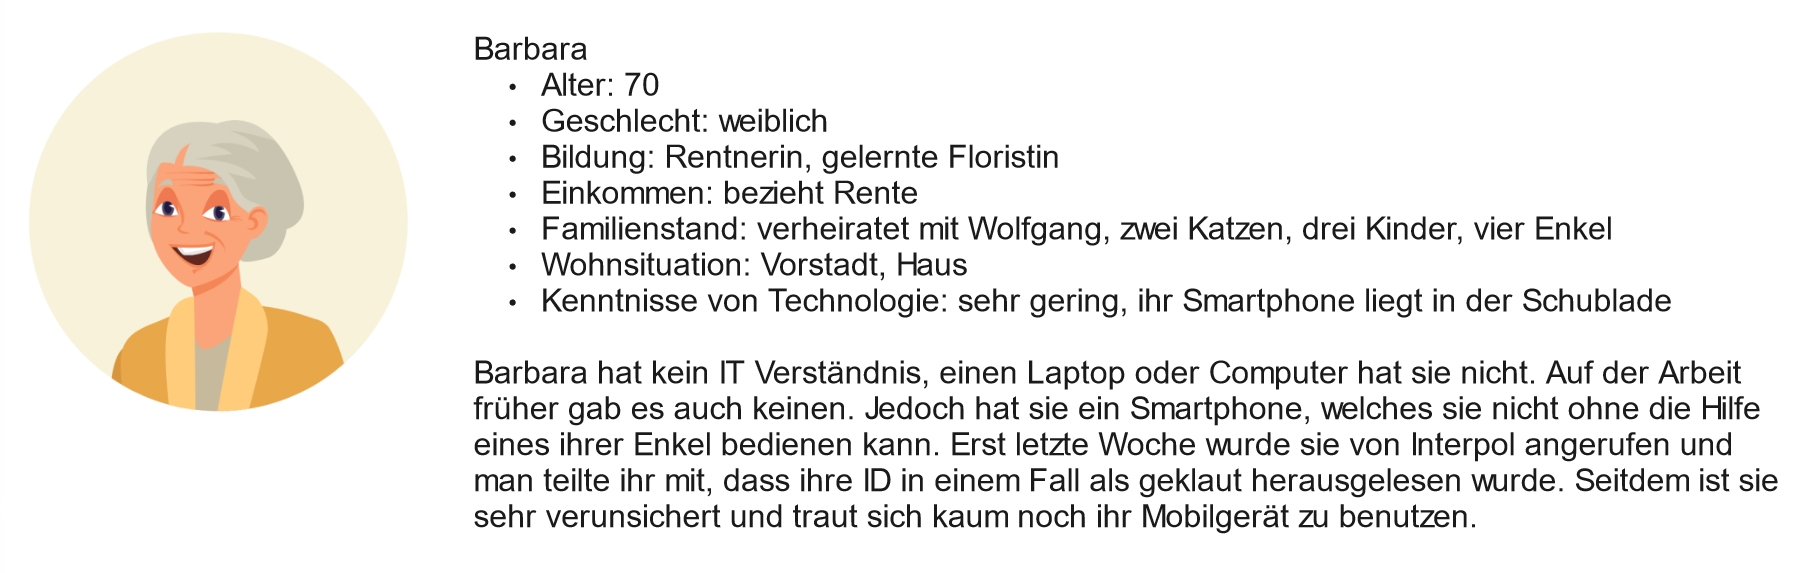 Barbara
• Alter: 70
• Geschlecht: weiblich
• Bildung: Rentnerin, gelernte Floristin
• Einkommen: bezieht Rente
• Familienstand: verheiratet mit Wolfgang, zwei Katzen, drei Kinder, vier Enkel
• Wohnsituation: Vorstadt, Haus
• Kenntnisse von Technologie: sehr gering, ihr Smartphone liegt in der Schublade
Barbara hat kein IT Verständnis, einen Laptop oder Computer hat sie nicht. Auf der Arbeit
früher gab es auch keinen. Jedoch hat sie ein Smartphone, welches sie nicht ohne die Hilfe
eines ihrer Enkel bedienen kann. Erst letzte Woche wurde sie von Interpol angerufen und
man teilte ihr mit, dass ihre ID in einem Fall als geklaut herausgelesen wurde. Seitdem ist sie
sehr verunsichert und traut sich kaum noch ihr Mobilgerät zu benutzen.